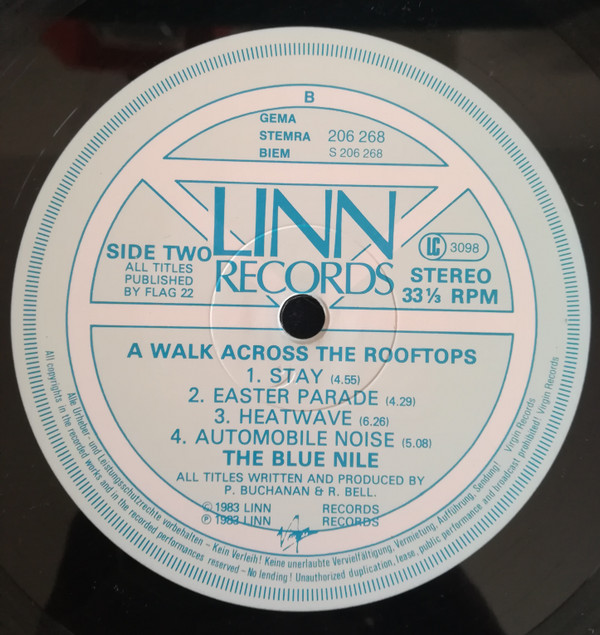 B
GEMA
STEMRA 206 268
BIEM S 206 268
LINN
RECORDS
SIDE TWO
ALL TITLES
PUBLISHED
BY FLAG 22
LC 3098
STEREO
33 ⅓ RPM
A WALK ACROSS THE ROOFTOPS
1. STAY (4.55)
2. EASTER PARADE (4.29)
3. HEATWAVE (6.26)
4. AUTOMOBILE NOISE (5.08)
THE BLUE NILE
ALL TITLES WRITTEN AND PRODUCED BY
P. BUCHANAN & R. BELL.
© 1983 LINN RECORDS
℗ 1983 LINN RECORDS
Virgin
Alle Urheber- und Leistungsschutzrechte vorbehalten – Kein Verleih! Keine unerlaubte Vervielfältigung, Vermietung, Aufführung, Sendung! Virgin Records
All copyrights in the recorded works and in the recorded performances reserved – No lending! Unauthorized duplication, lease, public performance and broadcast prohibited! Virgin Records